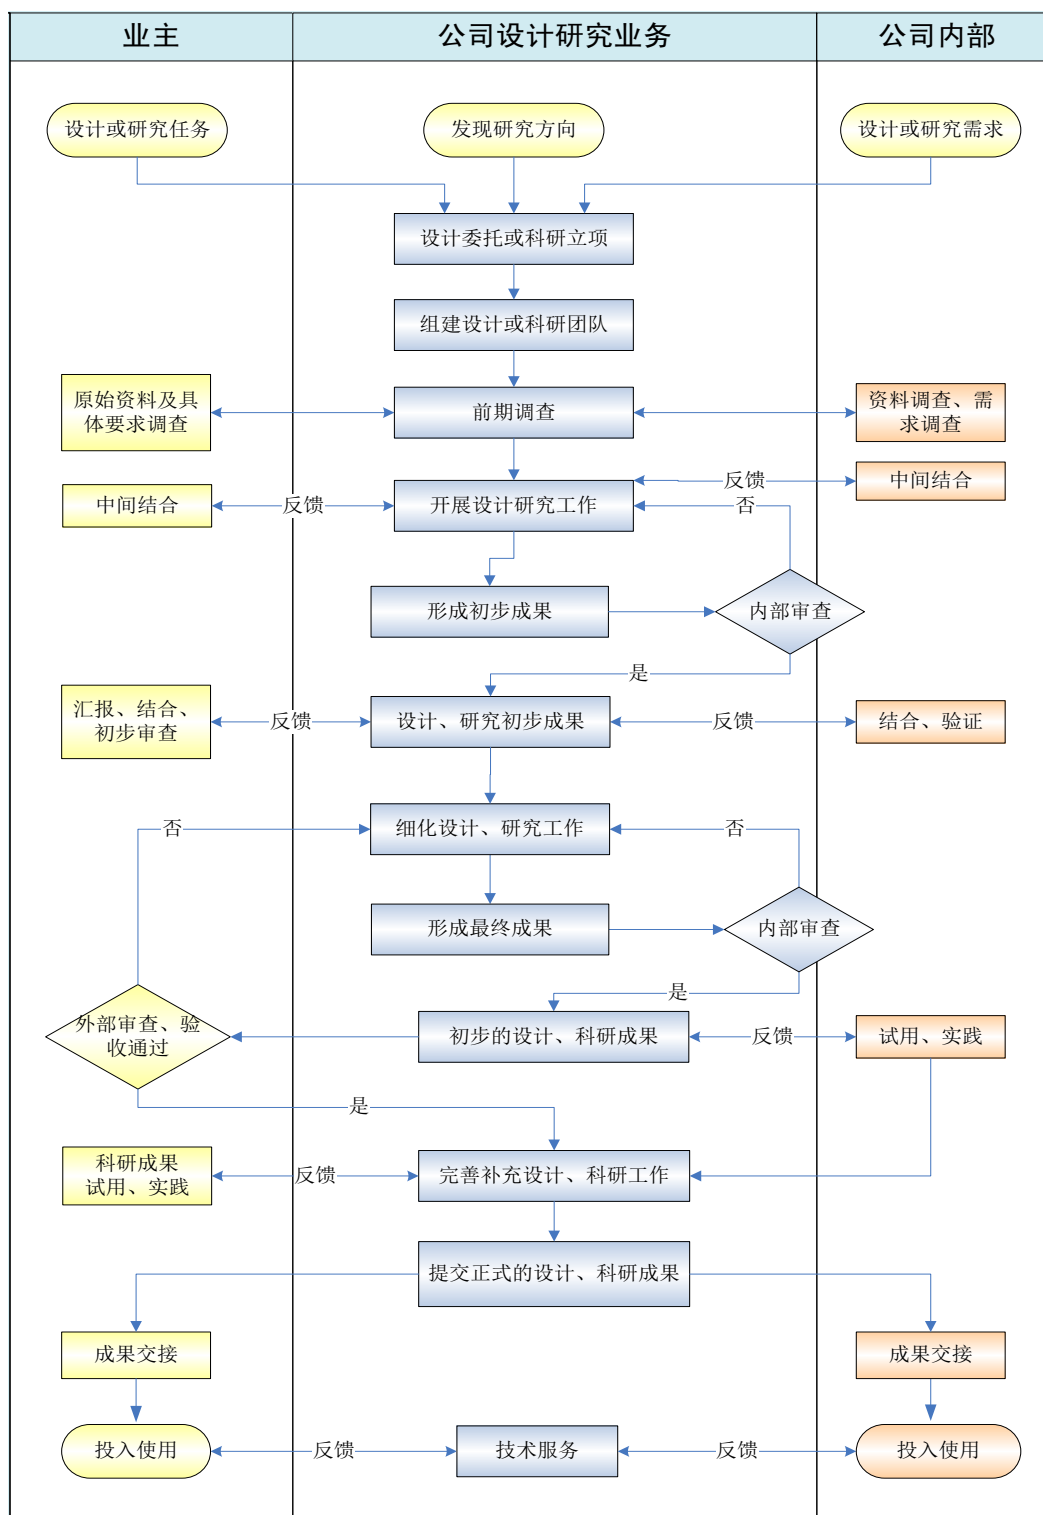 业主
公司设计研究业务
公司内部
设计或研究任务
发现研究方向
设计或研究需求
设计委托或科研立项
组建设计或科研团队
原始资料及具
体要求调查
前期调查
资料调查、需
求调查
中间结合
反馈
开展设计研究工作
反馈
中间结合
否
形成初步成果
内部审查
是
汇报、结合、
初步审查
反馈
设计、研究初步成果
反馈
结合、验证
否
细化设计、研究工作
否
形成最终成果
内部审查
是
外部审查、验
收通过
初步的设计、科研成果
反馈
试用、实践
是
科研成果
试用、实践
反馈
完善补充设计、科研工作
提交正式的设计、科研成果
成果交接
成果交接
投入使用
反馈
技术服务
反馈
投入使用